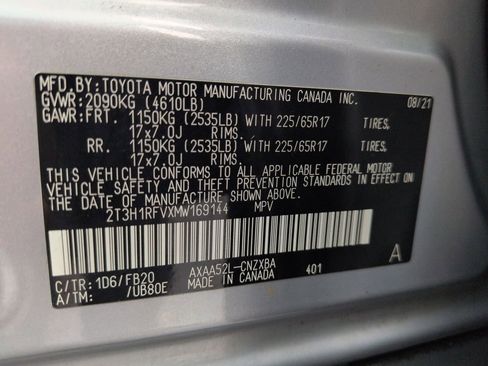 MFD. BY: TOYOTA MOTOR MANUFACTURING CANADA INC. 08/21
GVWR: 2090KG (4610LB)
GAWR: FRT. 1150KG (2535LB) WITH 225/65R17 TIRES,
17x7.0J RIMS,
RR. 1150KG (2535LB) WITH 225/65R17 TIRES,
17x7.0J RIMS.
THIS VEHICLE CONFORMS TO ALL APPLICABLE FEDERAL MOTOR
VEHICLE SAFETY AND THEFT PREVENTION STANDARDS IN EFFECT
ON THE DATE OF MANUFACTURE SHOWN ABOVE.
2T3H1RFVXMW169144 MPV
C/TR: 1D6/FB20 AXAA52L-CNZXBA A
A/TM: /UB80E MADE IN CANADA 401